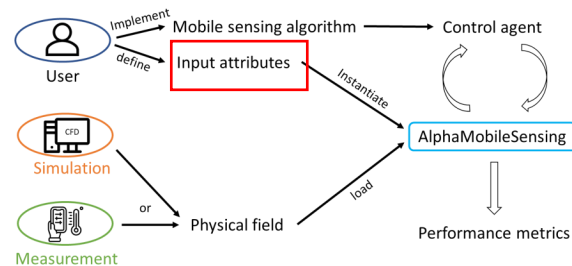 Implement
Mobile sensing algorithm
Control agent
User
define
Input attributes
Instantiate
CFD
Simulation
AlphaMobileSensing
or
Physical field
load
Measurement
Performance metrics